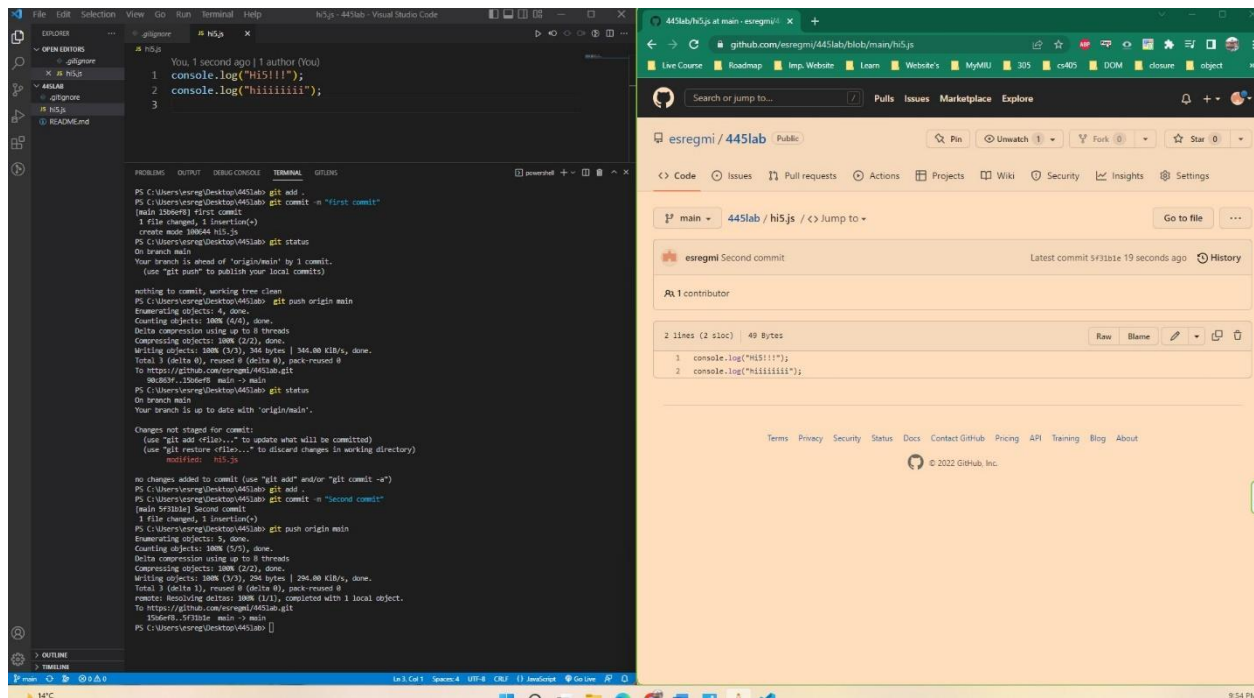 File Edit Selection View Go Run Terminal Help
hi5.js - 445lab - Visual Studio Code
EXPLORER
OPEN EDITORS
.gitignore
JS hi5.js
445LAB
.gitignore
JS hi5.js
README.md
OUTLINE
TIMELINE
.gitignore
JS hi5.js
JS hi5.js
You, 1 second ago | 1 author (You)
1 console.log("Hi5!!!");
2 console.log("hiiiiiiii");
3
PROBLEMS OUTPUT DEBUG CONSOLE TERMINAL GITLENS
powershell
PS C:\Users\esreg\Desktop\445lab> git add .
PS C:\Users\esreg\Desktop\445lab> git commit -m "first commit"
[main 15b6ef8] first commit
1 file changed, 1 insertion(+)
create mode 100644 hi5.js
PS C:\Users\esreg\Desktop\445lab> git status
On branch main
Your branch is ahead of 'origin/main' by 1 commit.
(use "git push" to publish your local commits)
nothing to commit, working tree clean
PS C:\Users\esreg\Desktop\445lab> git push origin main
Enumerating objects: 4, done.
Counting objects: 100% (4/4), done.
Delta compression using up to 8 threads
Compressing objects: 100% (2/2), done.
Writing objects: 100% (3/3), 344 bytes | 344.00 KiB/s, done.
Total 3 (delta 0), reused 0 (delta 0), pack-reused 0
To https://github.com/esregmi/445lab.git
90c863f..15b6ef8 main -> main
PS C:\Users\esreg\Desktop\445lab> git status
On branch main
Your branch is up to date with 'origin/main'.
Changes not staged for commit:
(use "git add <file>..." to update what will be committed)
(use "git restore <file>..." to discard changes in working directory)
modified: hi5.js
no changes added to commit (use "git add" and/or "git commit -a")
PS C:\Users\esreg\Desktop\445lab> git add .
PS C:\Users\esreg\Desktop\445lab> git commit -m "Second commit"
[main 5f31b1e] Second commit
1 file changed, 1 insertion(+)
PS C:\Users\esreg\Desktop\445lab> git push origin main
Enumerating objects: 5, done.
Counting objects: 100% (5/5), done.
Delta compression using up to 8 threads
Compressing objects: 100% (2/2), done.
Writing objects: 100% (3/3), 294 bytes | 294.00 KiB/s, done.
Total 3 (delta 1), reused 0 (delta 0), pack-reused 0
remote: Resolving deltas: 100% (1/1), completed with 1 local object.
To https://github.com/esregmi/445lab.git
15b6ef8..5f31b1e main -> main
PS C:\Users\esreg\Desktop\445lab>
main 0 0 0 Ln 3, Col 1 Spaces: 4 UTF-8 CRLF {} JavaScript Go Live
445lab/hi5.js at main · esregmi/4
github.com/esregmi/445lab/blob/main/hi5.js
Live Course Roadmap Imp. Website Learn Website's MyMIU 305 cs405 DOM closure object
Search or jump to... / Pulls Issues Marketplace Explore
esregmi / 445lab Public
Pin Unwatch 1 Fork 0 Star 0
Code Issues Pull requests Actions Projects Wiki Security Insights Settings
main 445lab / hi5.js / <> Jump to
Go to file
esregmi Second commit
Latest commit 5f31b1e 19 seconds ago History
1 contributor
2 lines (2 sloc) 49 Bytes
Raw Blame
1 console.log("Hi5!!!");
2 console.log("hiiiiiiii");
Terms Privacy Security Status Docs Contact GitHub Pricing API Training Blog About
© 2022 GitHub, Inc.
14°C